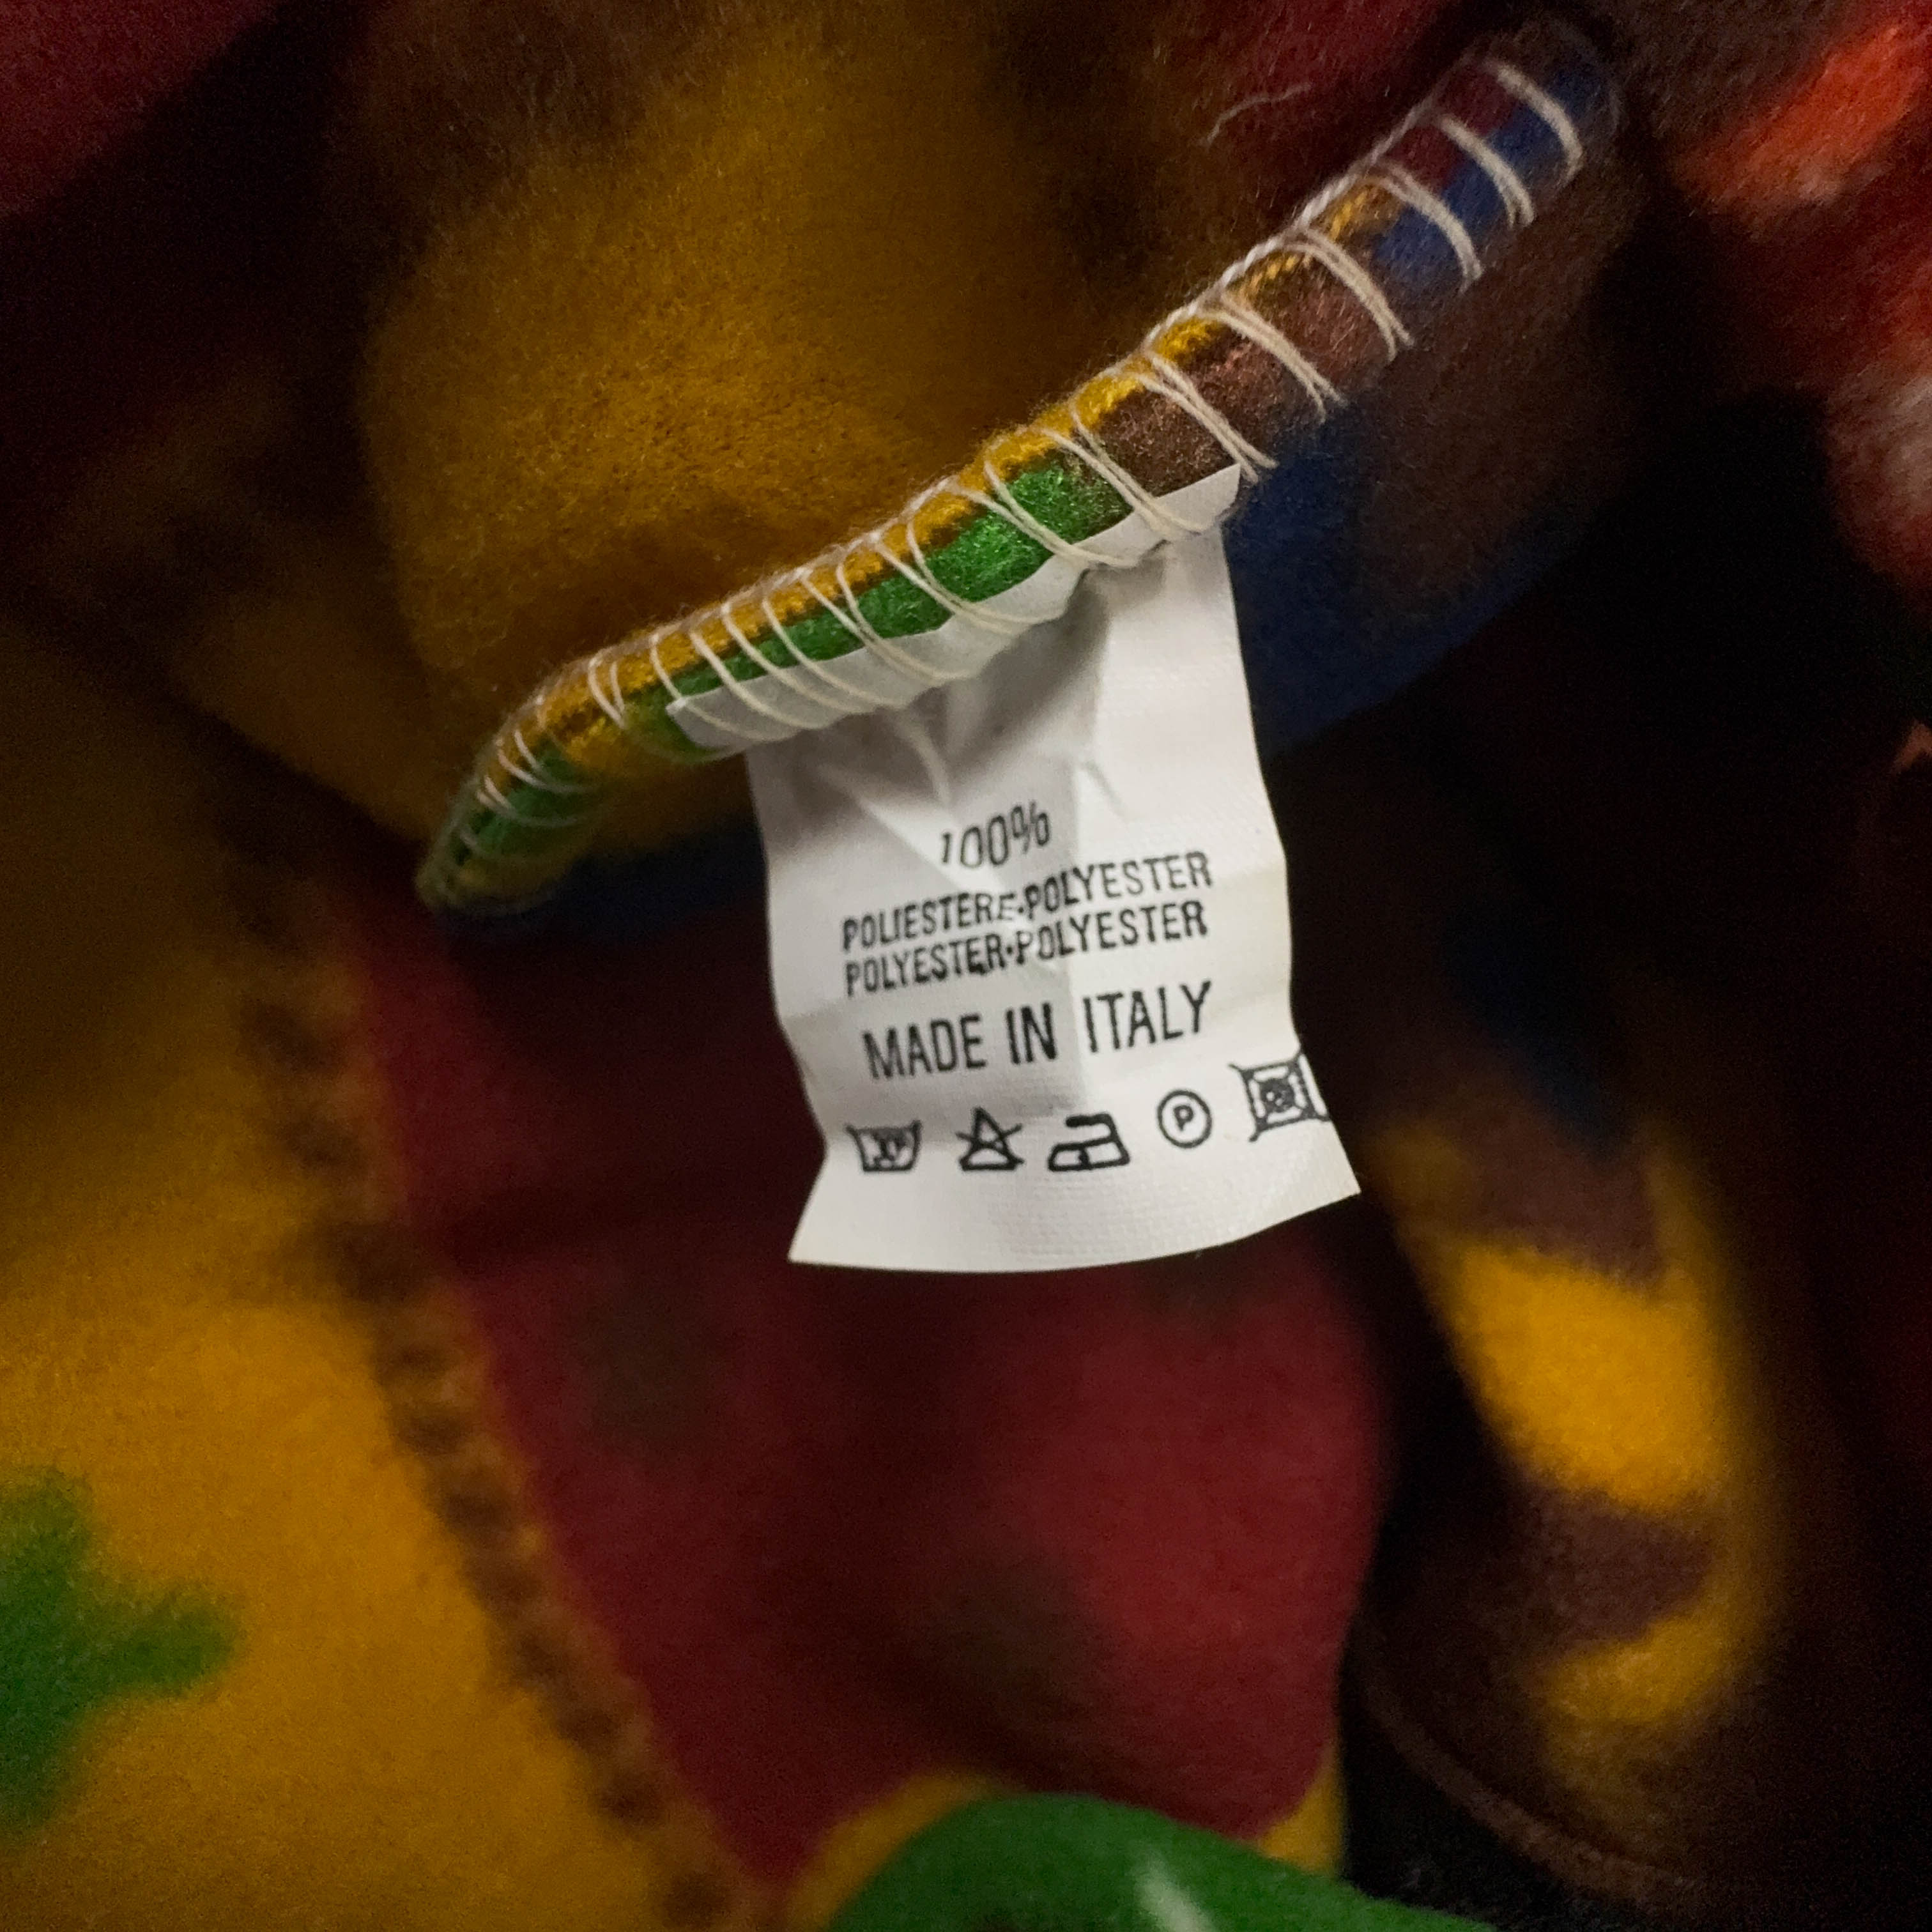 100%
POLIESTERE·POLYESTER
POLYESTER·POLYESTER
MADE IN ITALY
P